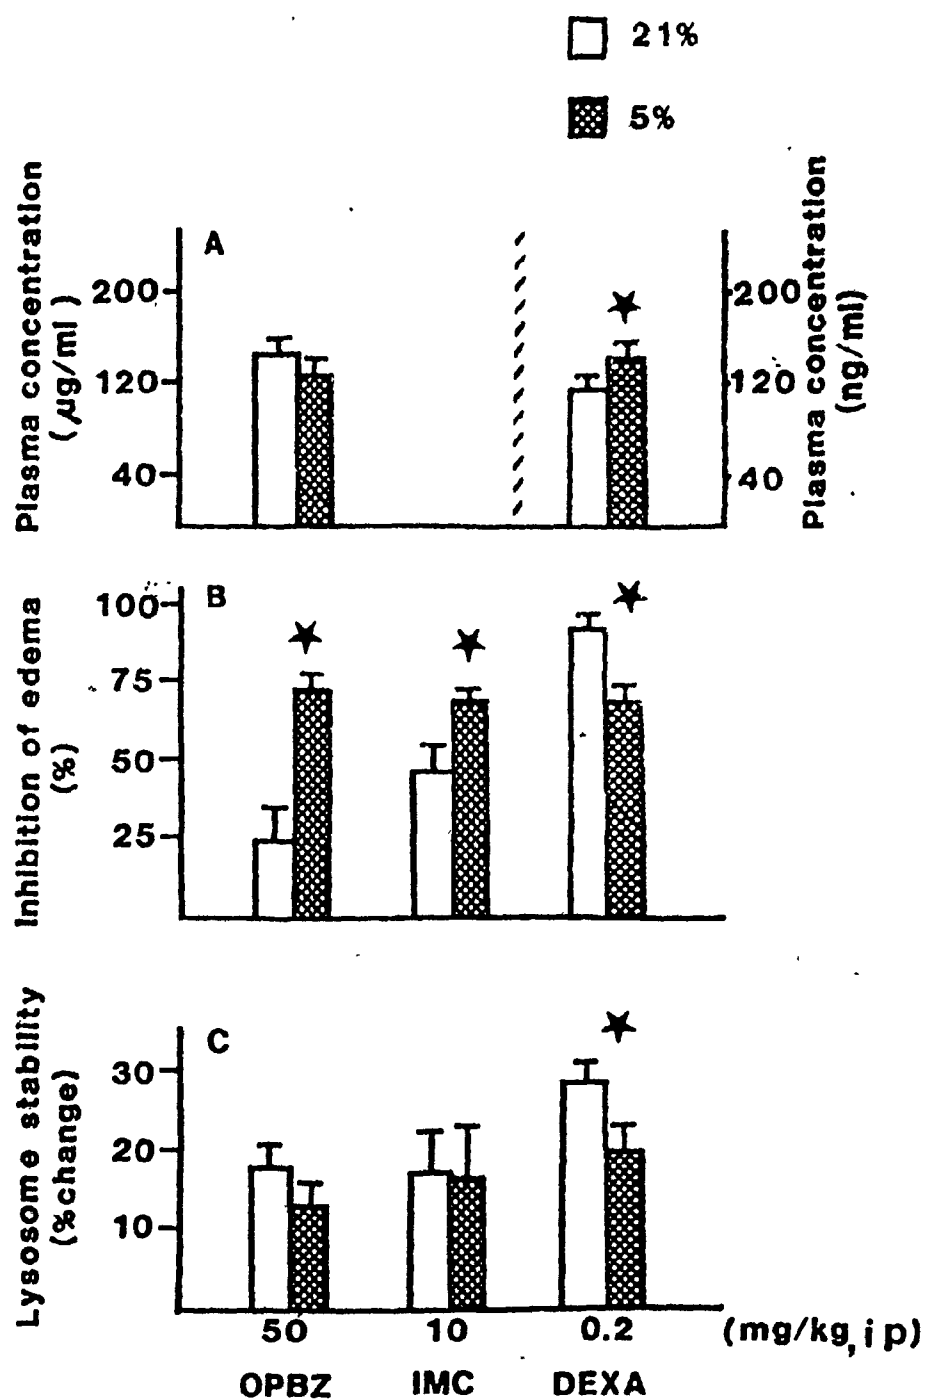 21%
5%
Plasma concentration
(µg/ml)
A
200
120
40
200
120
40
Plasma concentration
(ng/ml)
Inhibition of edema
(%)
B
100
75
50
25
Lysosome stability
(%change)
C
30
20
10
50 10 0.2 (mg/kg, i p)
OPBZ IMC DEXA